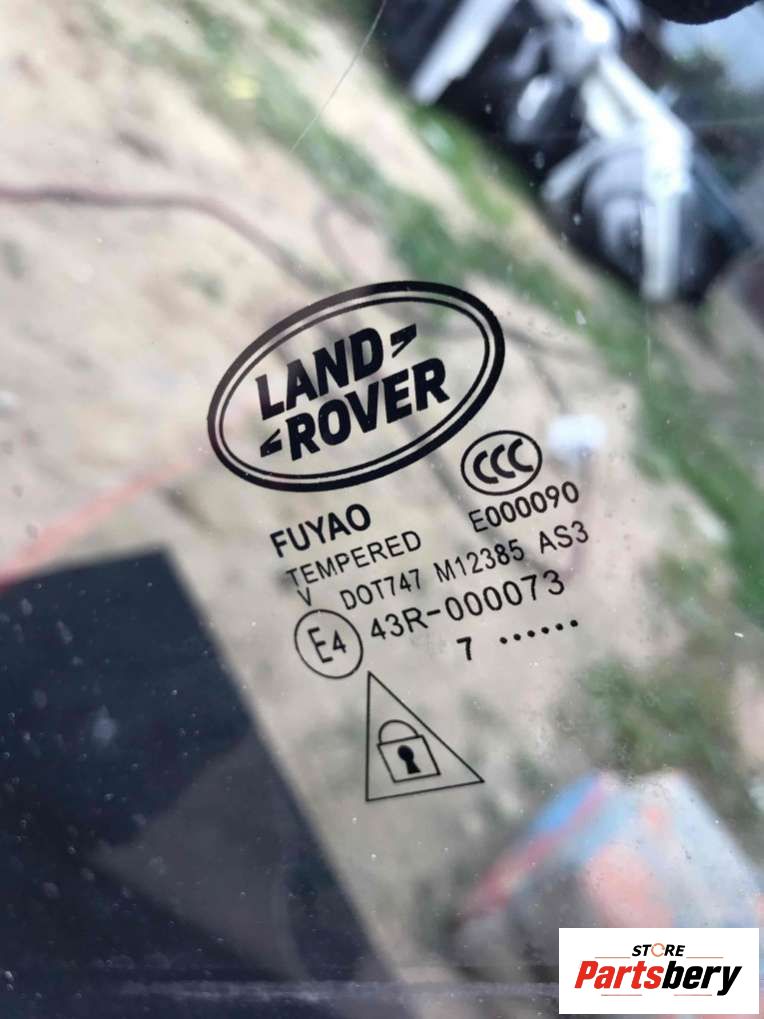 LAND
ROVER
CCC
FUYAO
E000090
TEMPERED
V DOT747 M12385 AS3
E4 43R-000073
7 ······
STORE
Partsbery